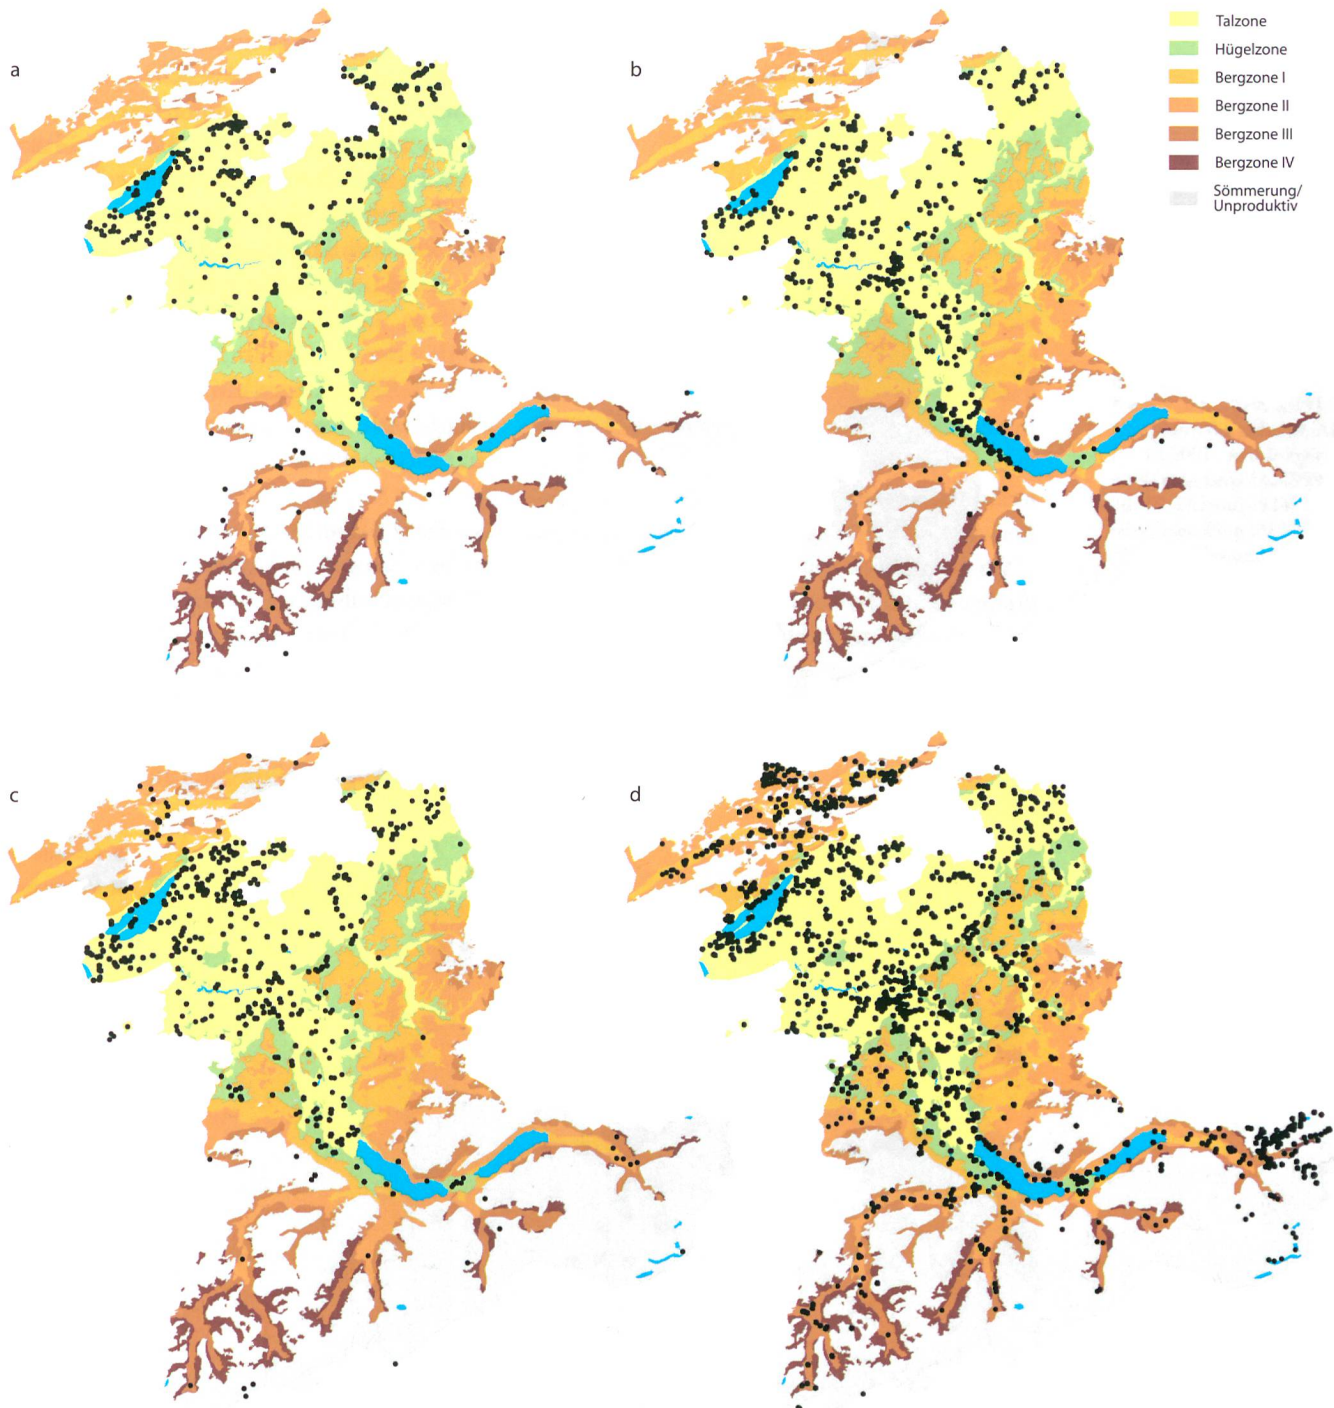 a
b
Talzone
Hügelzone
Bergzone I
Bergzone II
Bergzone III
Bergzone IV
Sömmerung/
Unproduktiv
c
d